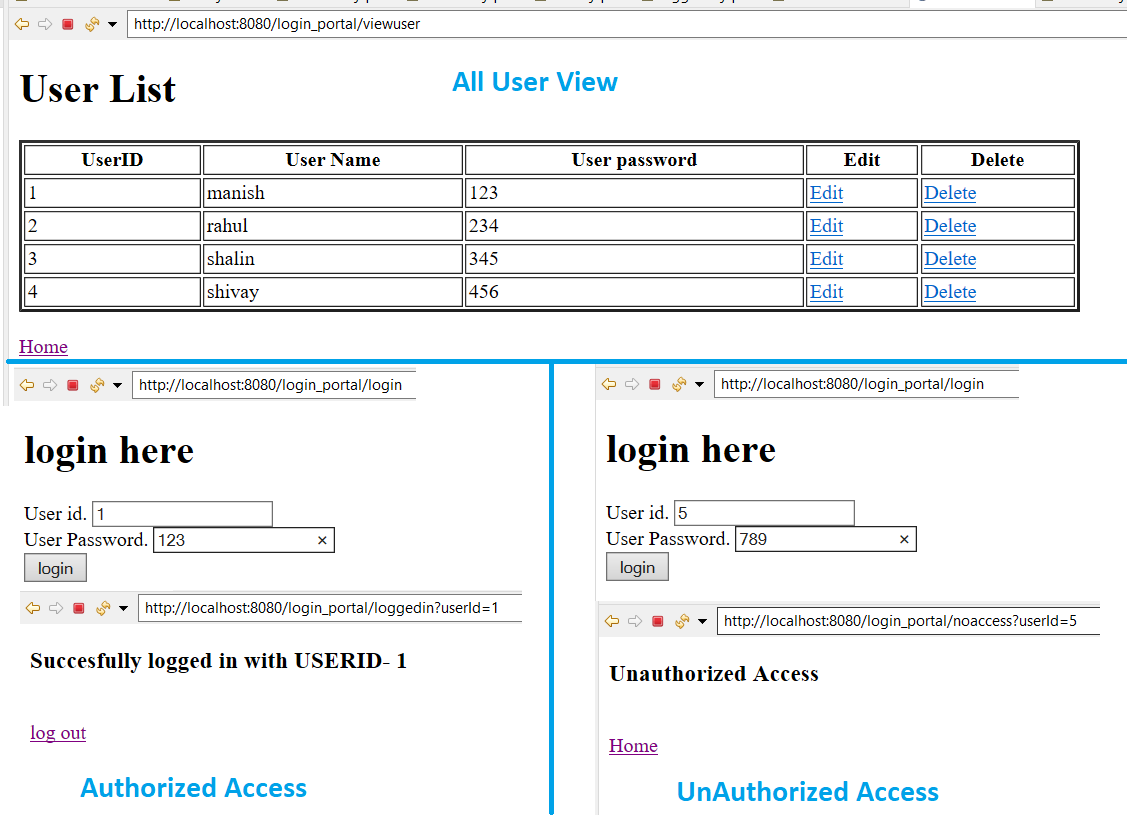 http://localhost:8080/login_portal/viewuser
User List
All User View
UserID User Name User password Edit Delete
1 manish 123 Edit Delete
2 rahul 234 Edit Delete
3 shalin 345 Edit Delete
4 shivay 456 Edit Delete
Home
http://localhost:8080/login_portal/login
login here
User id. 1
User Password. 123 ×
login
http://localhost:8080/login_portal/loggedin?userId=1
Succesfully logged in with USERID- 1
log out
Authorized Access
http://localhost:8080/login_portal/login
login here
User id. 5
User Password. 789 ×
login
http://localhost:8080/login_portal/noaccess?userId=5
Unauthorized Access
Home
UnAuthorized Access